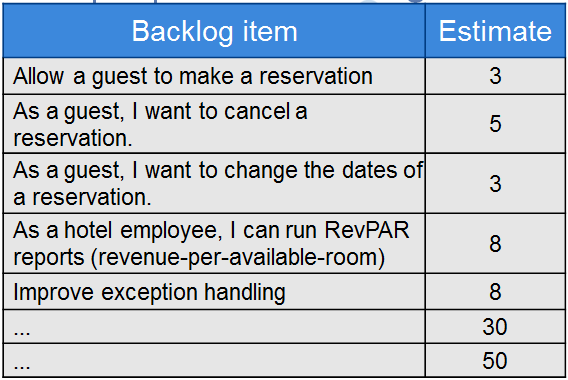 Backlog item Estimate
Allow a guest to make a reservation 3
As a guest, I want to cancel a
reservation. 5
As a guest, I want to change the dates of
a reservation. 3
As a hotel employee, I can run RevPAR
reports (revenue-per-available-room) 8
Improve exception handling 8
... 30
... 50